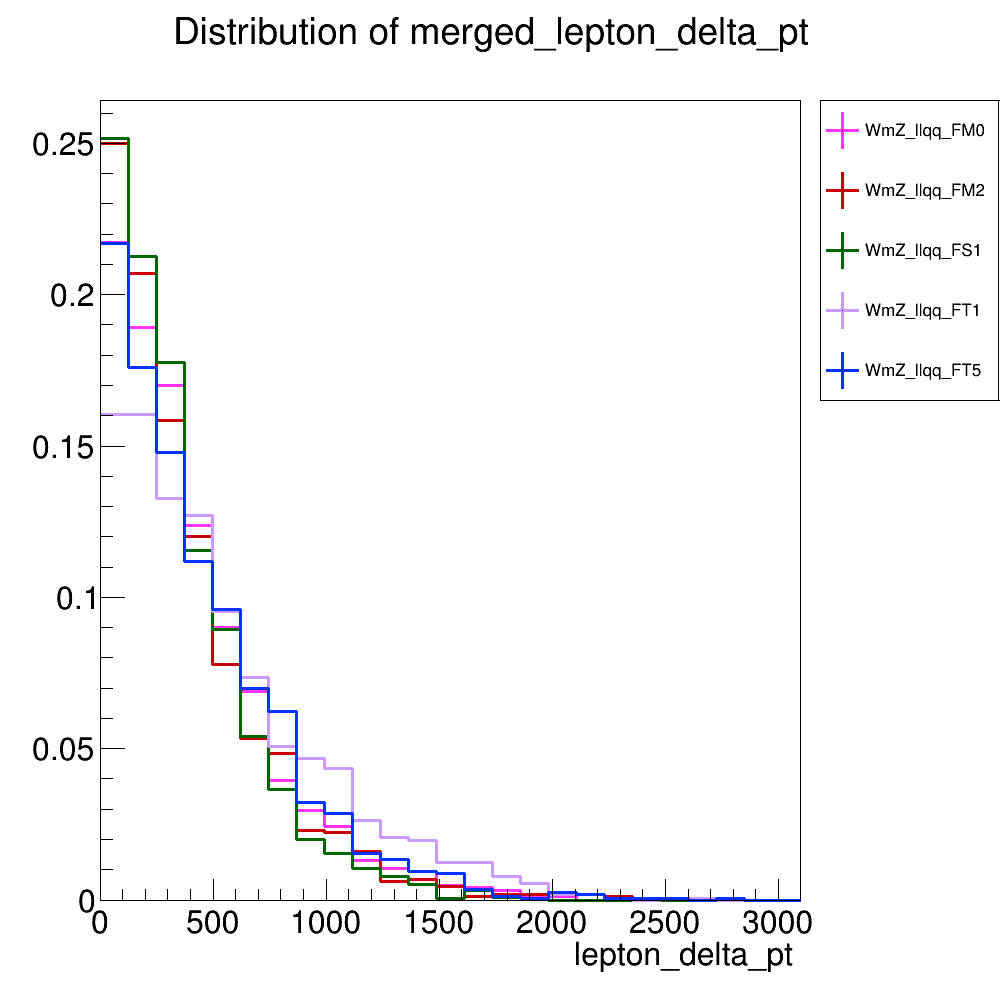 Distribution of merged_lepton_delta_pt
WmZ_llqq_FM0
WmZ_llqq_FM2
WmZ_llqq_FS1
WmZ_llqq_FT1
WmZ_llqq_FT5
0.25
0.2
0.15
0.1
0.05
0
0 500 1000 1500 2000 2500 3000
lepton_delta_pt